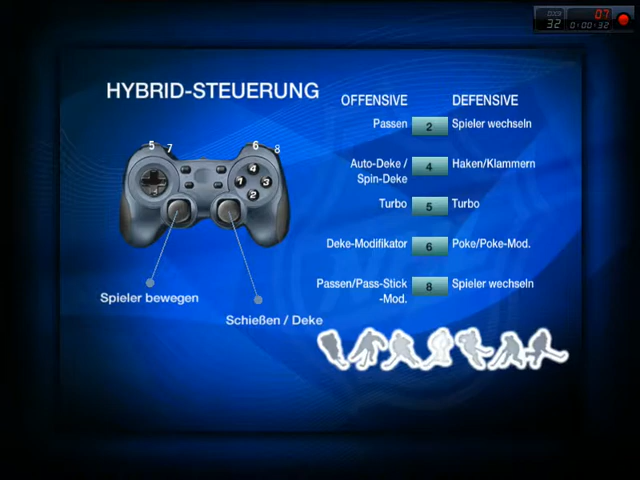 07
32
0:00:32
HYBRID-STEUERUNG
OFFENSIVE
DEFENSIVE
Passen 2 Spieler wechseln
Auto-Deke /
Spin-Deke
4 Haken/Klammern
Turbo 5 Turbo
Deke-Modifikator 6 Poke/Poke-Mod.
Passen/Pass-Stick
-Mod.
8 Spieler wechseln
5 7 6 8
4
1 3
2
Spieler bewegen
Schießen / Deke